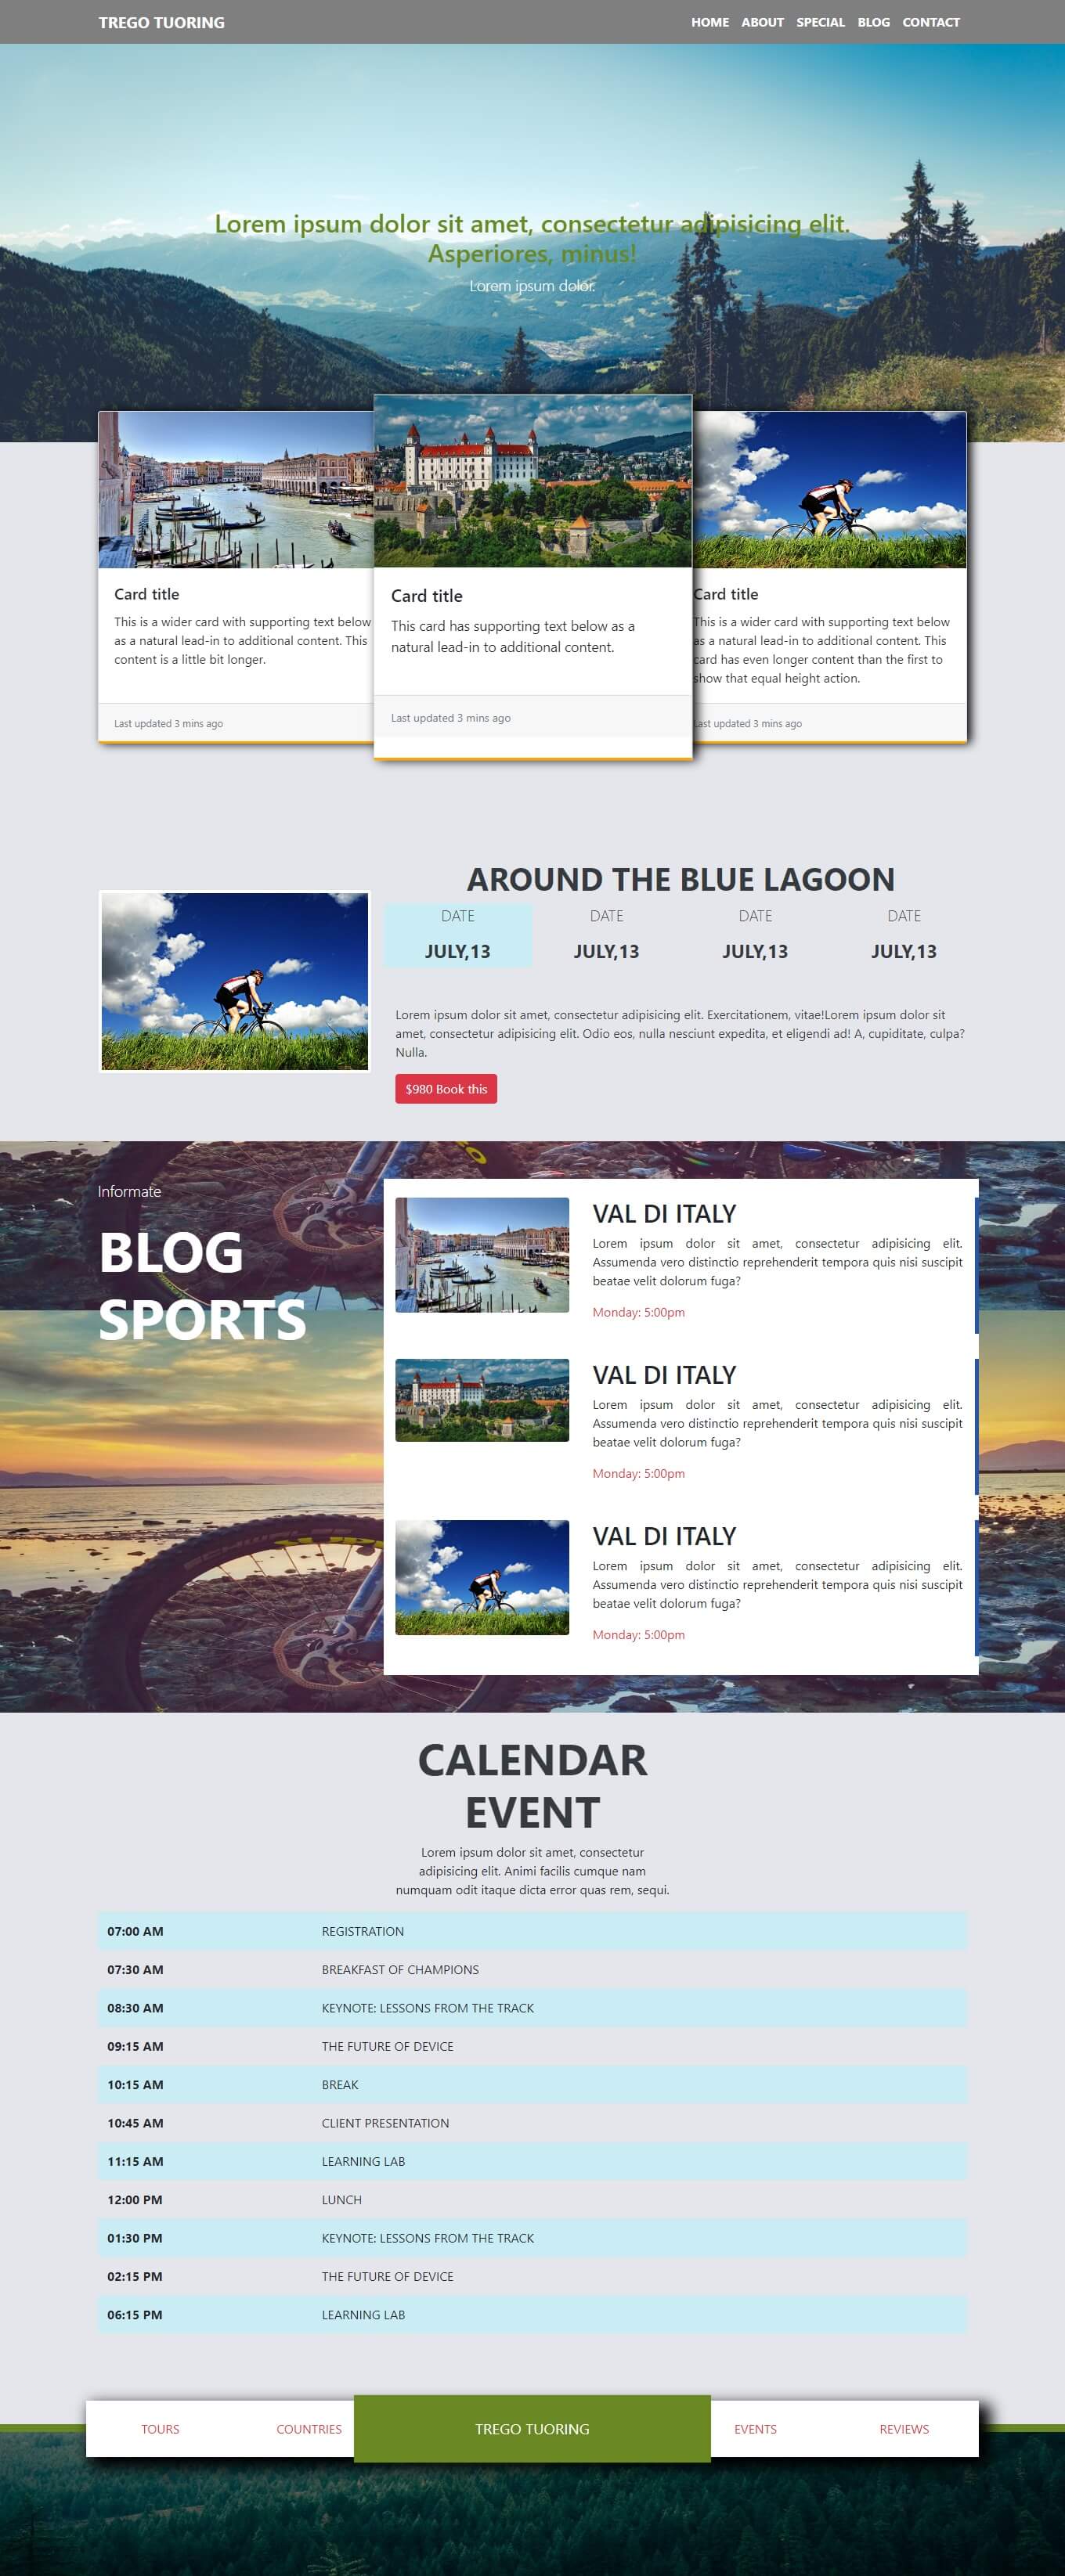 TREGO TUORING
HOME ABOUT SPECIAL BLOG CONTACT
Lorem ipsum dolor sit amet, consectetur adipisicing elit.
Asperiores, minus!
Lorem ipsum dolor.
Card title
This is a wider card with supporting text below
as a natural lead-in to additional content. This
content is a little bit longer.
Last updated 3 mins ago
Card title
This card has supporting text below as a
natural lead-in to additional content.
Last updated 3 mins ago
Card title
This is a wider card with supporting text below
as a natural lead-in to additional content. This
card has even longer content than the first to
show that equal height action.
Last updated 3 mins ago
AROUND THE BLUE LAGOON
DATE DATE DATE DATE
JULY,13 JULY,13 JULY,13 JULY,13
Lorem ipsum dolor sit amet, consectetur adipisicing elit. Exercitationem, vitae!Lorem ipsum dolor sit
amet, consectetur adipisicing elit. Odio eos, nulla nesciunt expedita, et eligendi ad! A, cupiditate, culpa?
Nulla.
$980 Book this
Informate
BLOG
SPORTS
VAL DI ITALY
Lorem ipsum dolor sit amet, consectetur adipisicing elit.
Assumenda vero distinctio reprehenderit tempora quis nisi suscipit
beatae velit dolorum fuga?
Monday: 5:00pm
VAL DI ITALY
Lorem ipsum dolor sit amet, consectetur adipisicing elit.
Assumenda vero distinctio reprehenderit tempora quis nisi suscipit
beatae velit dolorum fuga?
Monday: 5:00pm
VAL DI ITALY
Lorem ipsum dolor sit amet, consectetur adipisicing elit.
Assumenda vero distinctio reprehenderit tempora quis nisi suscipit
beatae velit dolorum fuga?
Monday: 5:00pm
CALENDAR
EVENT
Lorem ipsum dolor sit amet, consectetur
adipisicing elit. Animi facilis cumque nam
numquam odit itaque dicta error quas rem, sequi.
07:00 AM REGISTRATION
07:30 AM BREAKFAST OF CHAMPIONS
08:30 AM KEYNOTE: LESSONS FROM THE TRACK
09:15 AM THE FUTURE OF DEVICE
10:15 AM BREAK
10:45 AM CLIENT PRESENTATION
11:15 AM LEARNING LAB
12:00 PM LUNCH
01:30 PM KEYNOTE: LESSONS FROM THE TRACK
02:15 PM THE FUTURE OF DEVICE
06:15 PM LEARNING LAB
TOURS COUNTRIES TREGO TUORING EVENTS REVIEWS